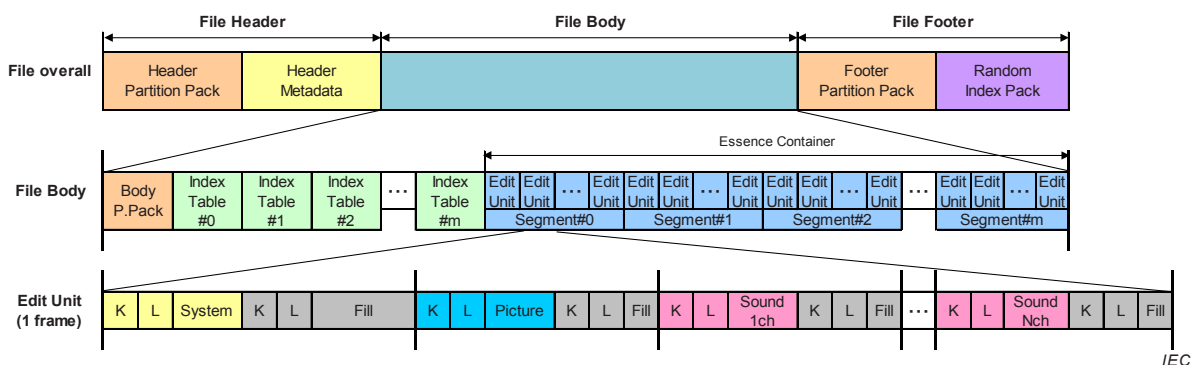 File Header
File Body
File Footer
File overall
Header
Partition Pack
Header
Metadata
Footer
Partition Pack
Random
Index Pack
Essence Container
File Body
Body
P.Pack
Index
Table
#0
Index
Table
#1
Index
Table
#2
...
Index
Table
#m
Edit
Unit
Edit
Unit
...
Edit
Unit
Segment#0
Edit
Unit
...
Edit
Unit
Edit
Unit
Segment#1
Edit
Unit
...
Edit
Unit
Segment#2
...
Edit
Unit
...
Edit
Unit
Segment#m
Edit Unit
(1 frame)
K L System K L Fill
K L Picture K L Fill
K L Sound
1ch
K L Fill
...
K L Sound
Nch
K L Fill
IEC